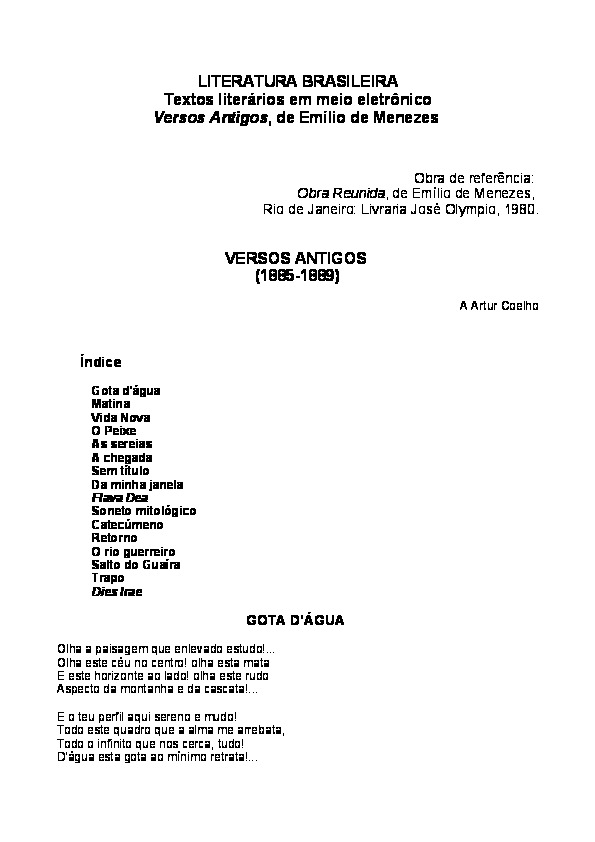 LITERATURA BRASILEIRA
Textos literários em meio eletrônico
Versos Antigos, de Emílio de Menezes
Obra de referência:
Obra Reunida, de Emílio de Menezes,
Rio de Janeiro: Livraria José Olympio, 1980.
VERSOS ANTIGOS
(1885-1889)
A Artur Coelho
Índice
Gota d'água
Matina
Vida Nova
O Peixe
As sereias
A chegada
Sem título
Da minha janela
Flava Dea
Soneto mitológico
Catecúmeno
Retorno
O rio guerreiro
Salto do Guaíra
Trapo
Dies Irae
GOTA D'ÁGUA
Olha a paisagem que enlevado estudo!...
Olha este céu no centro! olha esta mata
E este horizonte ao lado! olha este rudo
Aspecto da montanha e da cascata!...
E o teu perfil aqui sereno e mudo!
Todo este quadro que a alma me arrebata,
Todo o infinito que nos cerca, tudo!
D'água esta gota ao mínimo retrata!...